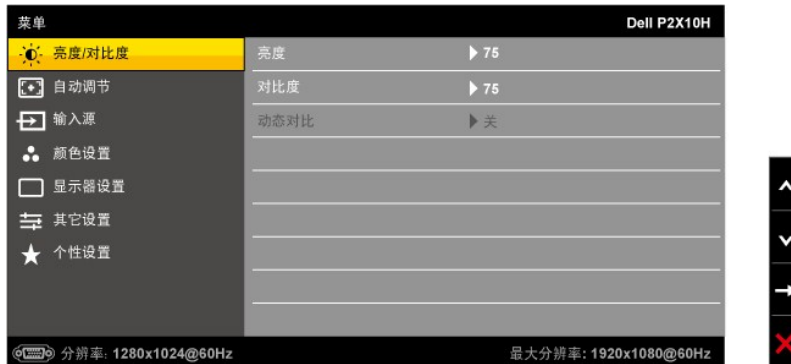 菜单 Dell P2X10H
亮度/对比度 亮度 75
自动调节 对比度 75
输入源 动态对比 关
颜色设置
显示器设置
其它设置
个性设置
分辨率: 1280x1024@60Hz 最大分辨率: 1920x1080@60Hz